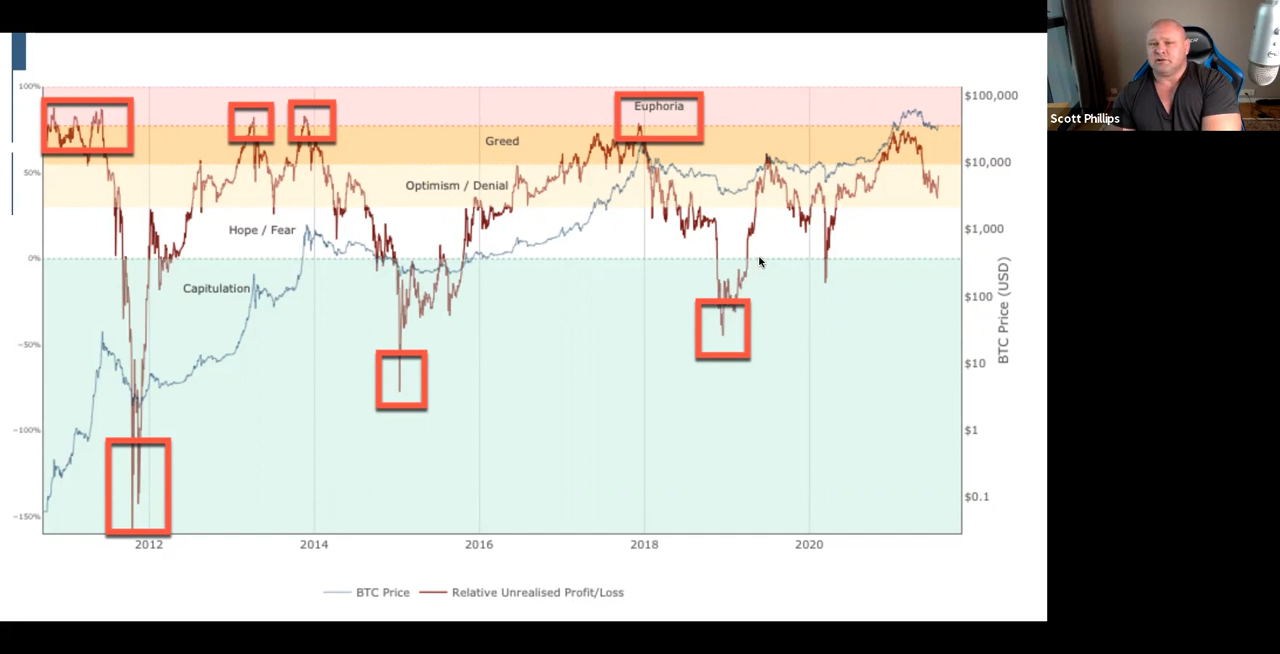 100%
50%
0%
−50%
−100%
−150%
Euphoria
Greed
Optimism / Denial
Hope / Fear
Capitulation
$100,000
$10,000
$1,000
$100
$10
$1
$0.1
BTC Price (USD)
2012
2014
2016
2018
2020
BTC Price
Relative Unrealised Profit/Loss
Scott Phillips